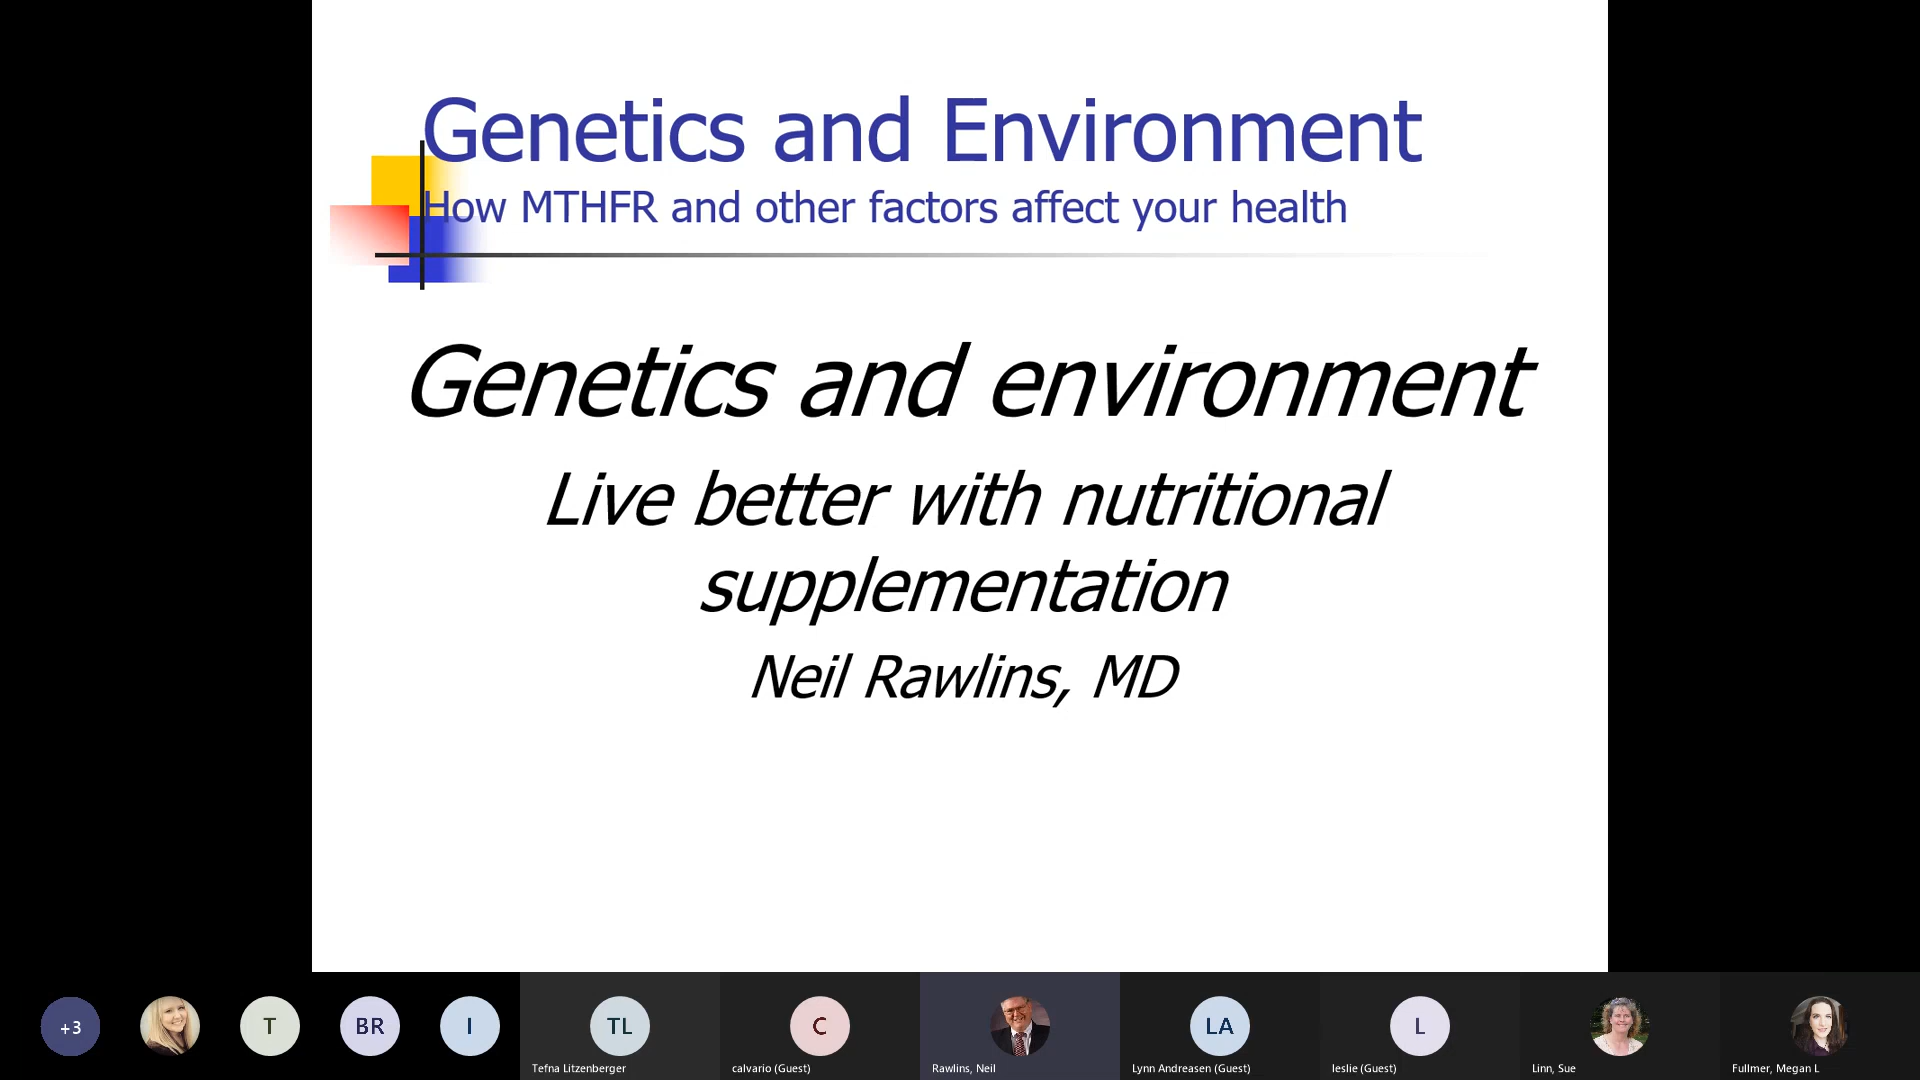 Genetics and Environment
How MTHFR and other factors affect your health
Genetics and environment
Live better with nutritional
supplementation
Neil Rawlins, MD
+3
T
BR
I
TL
C
LA
L
Tefna Litzenberger
calvario (Guest)
Rawlins, Neil
Lynn Andreasen (Guest)
leslie (Guest)
Linn, Sue
Fullmer, Megan L